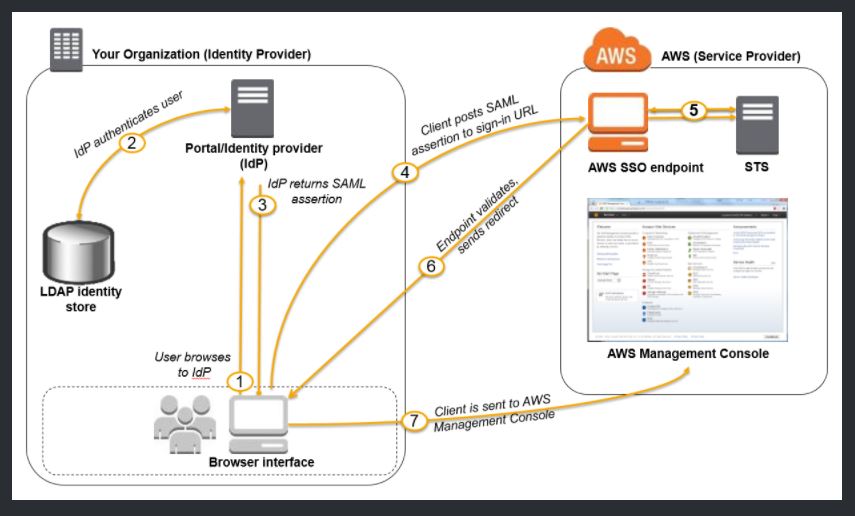 Your Organization (Identity Provider)
AWS
AWS (Service Provider)
IdP authenticates user
2
Portal/Identity provider
(IdP)
Client posts SAML
assertion to sign-in URL
4
5
AWS SSO endpoint
STS
IdP returns SAML
assertion
3
Endpoint validates,
sends redirect
6
LDAP identity
store
AWS Management Console
User browses
to IdP
1
7
Client is sent to AWS
Management Console
Browser interface